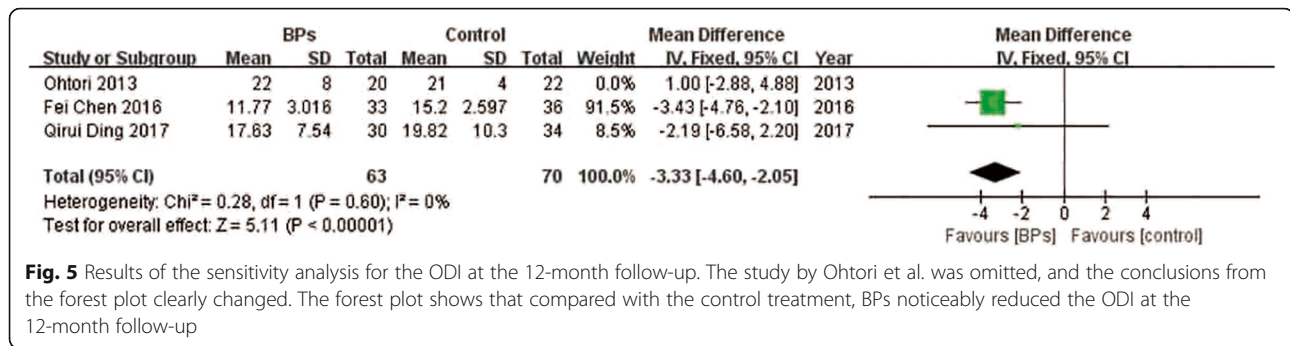 BPs Control Mean Difference Mean Difference
Study or Subgroup Mean SD Total Mean SD Total Weight IV, Fixed, 95% CI Year IV, Fixed, 95% CI
Ohtori 2013 22 8 20 21 4 22 0.0% 1.00 [-2.88, 4.88] 2013
Fei Chen 2016 11.77 3.016 33 15.2 2.597 36 91.5% -3.43 [-4.76, -2.10] 2016
Qirui Ding 2017 17.63 7.54 30 19.82 10.3 34 8.5% -2.19 [-6.58, 2.20] 2017
Total (95% CI) 63 70 100.0% -3.33 [-4.60, -2.05]
Heterogeneity: Chi² = 0.28, df = 1 (P = 0.60); I² = 0%
Test for overall effect: Z = 5.11 (P < 0.00001)
-4 -2 0 2 4
Favours [BPs] Favours [control]
Fig. 5 Results of the sensitivity analysis for the ODI at the 12-month follow-up. The study by Ohtori et al. was omitted, and the conclusions from
the forest plot clearly changed. The forest plot shows that compared with the control treatment, BPs noticeably reduced the ODI at the
12-month follow-up